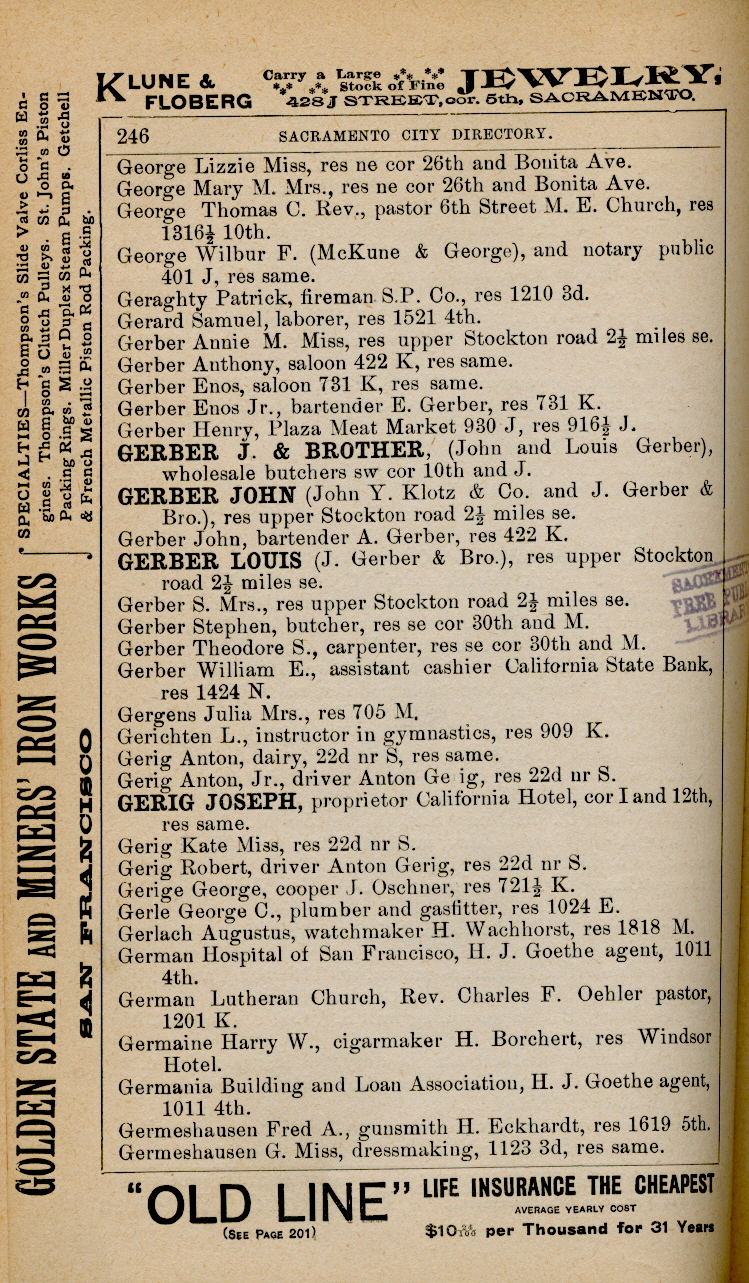 KLUNE & FLOBERG Carry a Large Stock of Fine JEWELRY,
428 J STREET, cor. 5th, SACRAMENTO.
246 SACRAMENTO CITY DIRECTORY.
George Lizzie Miss, res ne cor 26th and Bonita Ave.
George Mary M. Mrs., res ne cor 26th and Bonita Ave.
George Thomas C. Rev., pastor 6th Street M. E. Church, res
1316½ 10th.
George Wilbur F. (McKune & George), and notary public
401 J, res same.
Geraghty Patrick, fireman S.P. Co., res 1210 3d.
Gerard Samuel, laborer, res 1521 4th.
Gerber Annie M. Miss, res upper Stockton road 2½ miles se.
Gerber Anthony, saloon 422 K, res same.
Gerber Enos, saloon 731 K, res same.
Gerber Enos Jr., bartender E. Gerber, res 731 K.
Gerber Henry, Plaza Meat Market 930 J, res 916½ J.
GERBER J. & BROTHER, (John and Louis Gerber),
wholesale butchers sw cor 10th and J.
GERBER JOHN (John Y. Klotz & Co. and J. Gerber &
Bro.), res upper Stockton road 2½ miles se.
Gerber John, bartender A. Gerber, res 422 K.
GERBER LOUIS (J. Gerber & Bro.), res upper Stockton
road 2½ miles se.
Gerber S. Mrs., res upper Stockton road 2½ miles se.
Gerber Stephen, butcher, res se cor 30th and M.
Gerber Theodore S., carpenter, res se cor 30th and M.
Gerber William E., assistant cashier California State Bank,
res 1424 N.
Gergens Julia Mrs., res 705 M.
Gerichten L., instructor in gymnastics, res 909 K.
Gerig Anton, dairy, 22d nr S, res same.
Gerig Anton, Jr., driver Anton Ge ig, res 22d nr S.
GERIG JOSEPH, proprietor California Hotel, cor I and 12th,
res same.
Gerig Kate Miss, res 22d nr S.
Gerig Robert, driver Anton Gerig, res 22d nr S.
Gerige George, cooper J. Oschner, res 721½ K.
Gerle George C., plumber and gasfitter, res 1024 E.
Gerlach Augustus, watchmaker H. Wachhorst, res 1818 M.
German Hospital of San Francisco, H. J. Goethe agent, 1011
4th.
German Lutheran Church, Rev. Charles F. Oehler pastor,
1201 K.
Germaine Harry W., cigarmaker H. Borchert, res Windsor
Hotel.
Germania Building and Loan Association, H. J. Goethe agent,
1011 4th.
Germeshausen Fred A., gunsmith H. Eckhardt, res 1619 5th.
Germeshausen G. Miss, dressmaking, 1123 3d, res same.
"OLD LINE" LIFE INSURANCE THE CHEAPEST
AVERAGE YEARLY COST
(SEE PAGE 201) $10 per Thousand for 31 Years
GOLDEN STATE AND MINERS' IRON WORKS
SAN FRANCISCO
SPECIALTIES—Thompson's Slide Valve Corliss En-
gines. Thompson's Clutch Pulleys. St. John's Piston
Packing Rings. Miller Duplex Steam Pumps. Getchell
& French Metallic Piston Rod Packing.
FREE